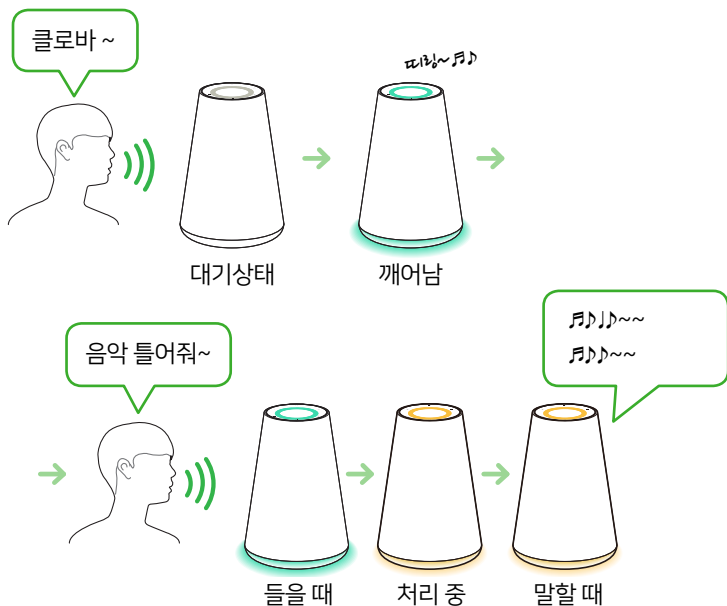 클로바 ~
띠링~♬♪
대기상태
깨어남
♬♪♩♪~~
♬♪♪~~
음악 틀어줘~
들을 때
처리 중
말할 때